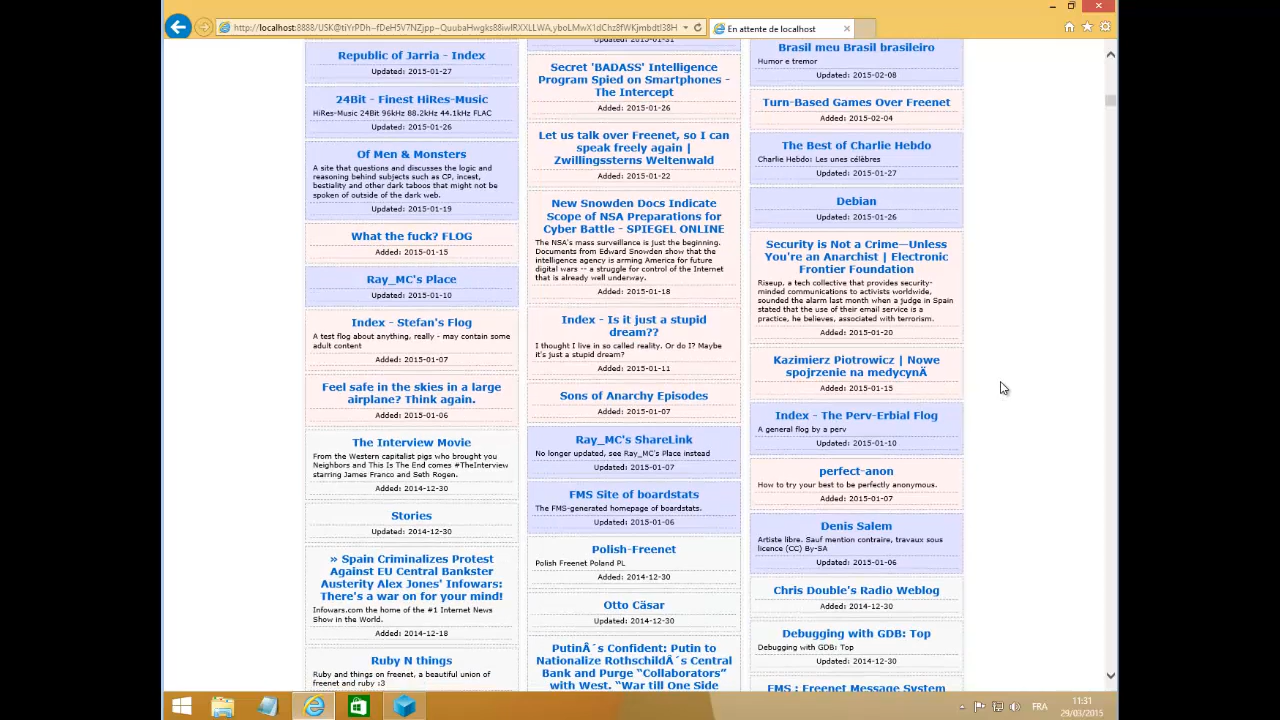 http://localhost:8888/USK@tiYrPDh~fDeH5V7NZJpp~QuubaHwgks88iwlRXXLLWA,yboLMwX1dChz8fWKjmbdtI38H
En attente de localhost
Republic of Jarria - Index
Updated: 2015-01-27
24Bit - Finest HiRes-Music
HiRes-Music 24Bit 96kHz 88.2kHz 44.1kHz FLAC
Updated: 2015-01-26
Of Men & Monsters
A site that questions and discusses the logic and
reasoning behind subjects such as CP, incest,
bestiality and other dark taboos that might not be
spoken of outside of the dark web.
Updated: 2015-01-19
What the fuck? FLOG
Added: 2015-01-15
Ray_MC's Place
Updated: 2015-01-10
Index - Stefan's Flog
A test flog about anything, really - may contain some
adult content
Added: 2015-01-07
Feel safe in the skies in a large
airplane? Think again.
Added: 2015-01-06
The Interview Movie
From the Western capitalist pigs who brought you
Neighbors and This Is The End comes #TheInterview
starring James Franco and Seth Rogen.
Added: 2014-12-30
Stories
Updated: 2014-12-30
» Spain Criminalizes Protest
Against EU Central Bankster
Austerity Alex Jones' Infowars:
There's a war on for your mind!
Infowars.com the home of the #1 Internet News
Show in the World.
Added: 2014-12-18
Ruby N things
Ruby and things on freenet, a beautiful union of
freenet and ruby :3
Updated: 2015-01-31
Secret 'BADASS' Intelligence
Program Spied on Smartphones -
The Intercept
Added: 2015-01-26
Let us talk over Freenet, so I can
speak freely again |
Zwillingssterns Weltenwald
Added: 2015-01-22
New Snowden Docs Indicate
Scope of NSA Preparations for
Cyber Battle - SPIEGEL ONLINE
The NSA's mass surveillance is just the beginning.
Documents from Edward Snowden show that the
intelligence agency is arming America for future
digital wars -- a struggle for control of the Internet
that is already well underway.
Added: 2015-01-18
Index - Is it just a stupid
dream??
I thought I live in so called reality. Or do I? Maybe
it's just a stupid dream?
Added: 2015-01-11
Sons of Anarchy Episodes
Added: 2015-01-07
Ray_MC's ShareLink
No longer updated, see Ray_MC's Place instead
Updated: 2015-01-07
FMS Site of boardstats
The FMS-generated homepage of boardstats.
Updated: 2015-01-06
Polish-Freenet
Polish Freenet Poland PL
Added: 2014-12-30
Otto Cäsar
Updated: 2014-12-30
PutinÂ´s Confident: Putin to
Nationalize RothschildÂ´s Central
Bank and Purge “Collaborators”
with West. “War till One Side
Brasil meu Brasil brasileiro
Humor e tremor
Updated: 2015-02-08
Turn-Based Games Over Freenet
Added: 2015-02-04
The Best of Charlie Hebdo
Charlie Hebdo: Les unes célèbres
Updated: 2015-01-27
Debian
Updated: 2015-01-26
Security is Not a Crime—Unless
You're an Anarchist | Electronic
Frontier Foundation
Riseup, a tech collective that provides security-
minded communications to activists worldwide,
sounded the alarm last month when a judge in Spain
stated that the use of their email service is a
practice, he believes, associated with terrorism.
Added: 2015-01-20
Kazimierz Piotrowicz | Nowe
spojrzenie na medycynÄ
Added: 2015-01-15
Index - The Perv-Erbial Flog
A general flog by a perv
Updated: 2015-01-10
perfect-anon
How to try your best to be perfectly anonymous.
Added: 2015-01-07
Denis Salem
Artiste libre. Sauf mention contraire, travaux sous
licence (CC) By-SA
Updated: 2015-01-06
Chris Double's Radio Weblog
Added: 2014-12-30
Debugging with GDB: Top
Debugging with GDB: Top
Updated: 2014-12-30
FMS : Freenet Message System
FRA
11:31
29/03/2015